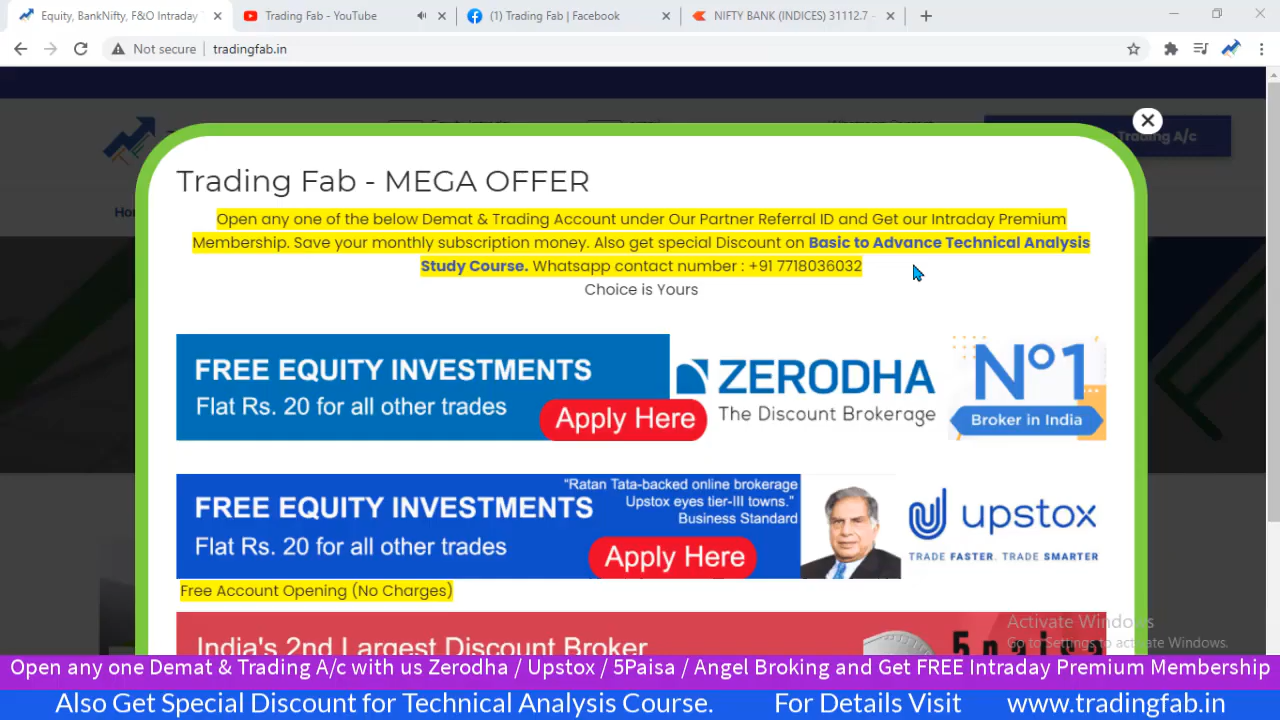 Equity, BankNifty, F&O Intraday
Trading Fab - YouTube
(1) Trading Fab | Facebook
NIFTY BANK (INDICES) 31112.7 -
Not secure
tradingfab.in
Trading A/c
Trading Fab - MEGA OFFER
Open any one of the below Demat & Trading Account under Our Partner Referral ID and Get our Intraday Premium
Membership. Save your monthly subscription money. Also get special Discount on Basic to Advance Technical Analysis
Study Course. Whatsapp contact number : +91 7718036032
Choice is Yours
FREE EQUITY INVESTMENTS
Flat Rs. 20 for all other trades
Apply Here
ZERODHA
The Discount Brokerage
Nº1
Broker in India
FREE EQUITY INVESTMENTS
Flat Rs. 20 for all other trades
"Ratan Tata-backed online brokerage
Upstox eyes tier-III towns."
Business Standard
Apply Here
upstox
TRADE FASTER. TRADE SMARTER
Free Account Opening (No Charges)
India's 2nd Largest Discount Broker
Activate Windows
Go to Settings to activate Windows.
Open any one Demat & Trading A/c with us Zerodha / Upstox / 5Paisa / Angel Broking and Get FREE Intraday Premium Membership
Also Get Special Discount for Technical Analysis Course.
For Details Visit
www.tradingfab.in